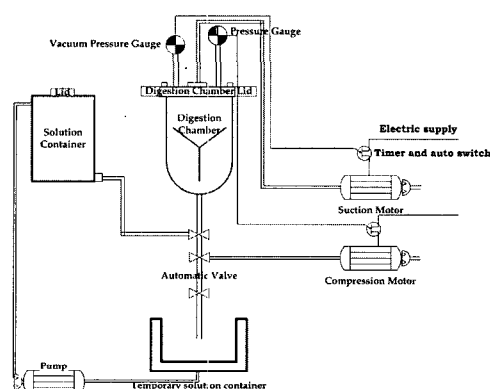 Vacuum Pressure Gauge
Pressure Gauge
Lid
Digestion Chamber Lid
Solution
Container
Digestion
Chamber
Electric supply
Timer and auto switch
Suction Motor
Automatic Valve
Compression Motor
Pump
Temporary solution container